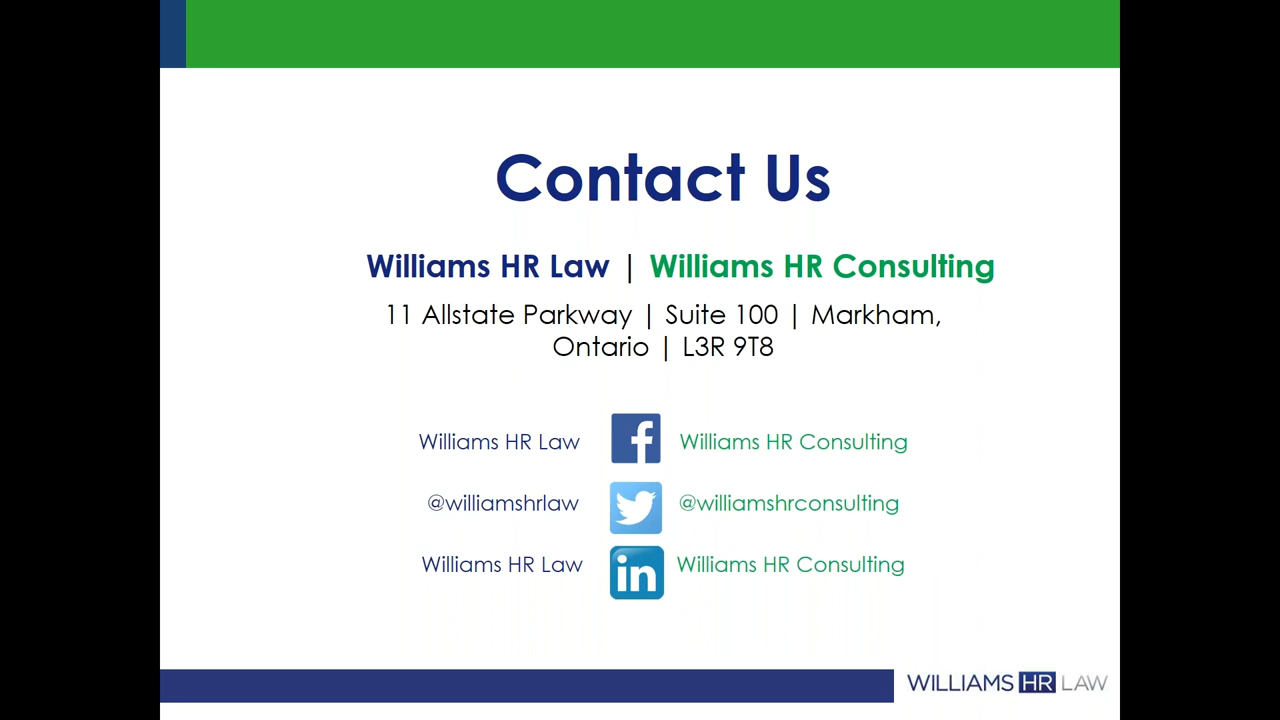 Contact Us
Williams HR Law | Williams HR Consulting
11 Allstate Parkway | Suite 100 | Markham,
Ontario | L3R 9T8
Williams HR Law f Williams HR Consulting
@williamshrlaw @williamshrconsulting
Williams HR Law in Williams HR Consulting
WILLIAMS HR LAW